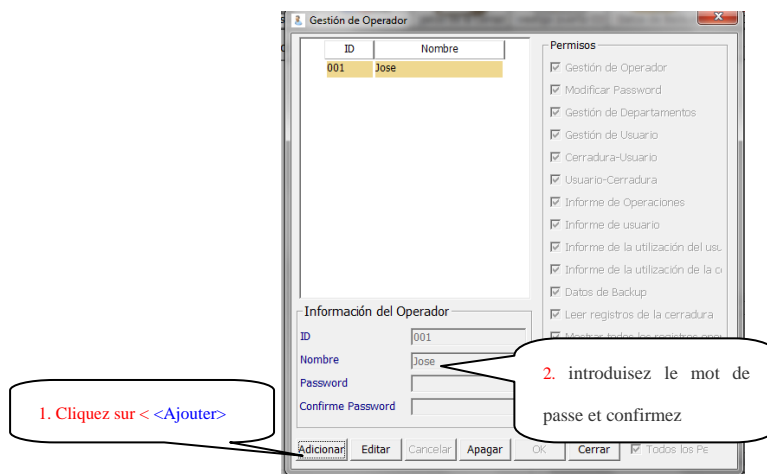 Gestión de Operador
ID Nombre
001 Jose
Permisos
Gestión de Operador
Modificar Password
Gestión de Departamentos
Gestión de Usuario
Cerradura-Usuario
Usuario-Cerradura
Informe de Operaciones
Informe de usuario
Informe de la utilización del
Informe de la utilización de la
Datos de Backup
Leer registros de la cerradura
Mostrar todos los registros
Información del Operador
ID 001
Nombre Jose
Password
Confirme Password
1. Cliquez sur < <Ajouter>
2. introduisez le mot de
passe et confirmez
Adicionar Editar Cancelar Apagar OK Cerrar Todos los